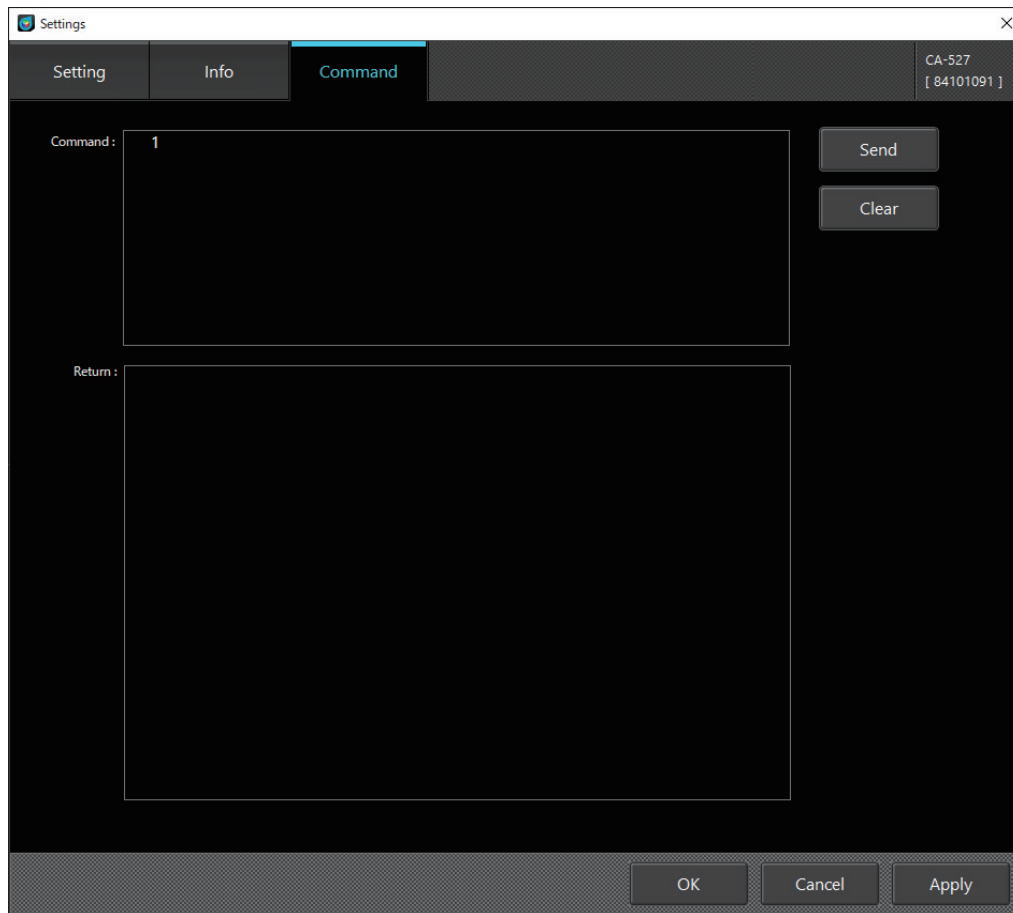 Settings
Setting
Info
Command
CA-527
[ 84101091 ]
Command :
1
Send
Clear
Return :
OK
Cancel
Apply